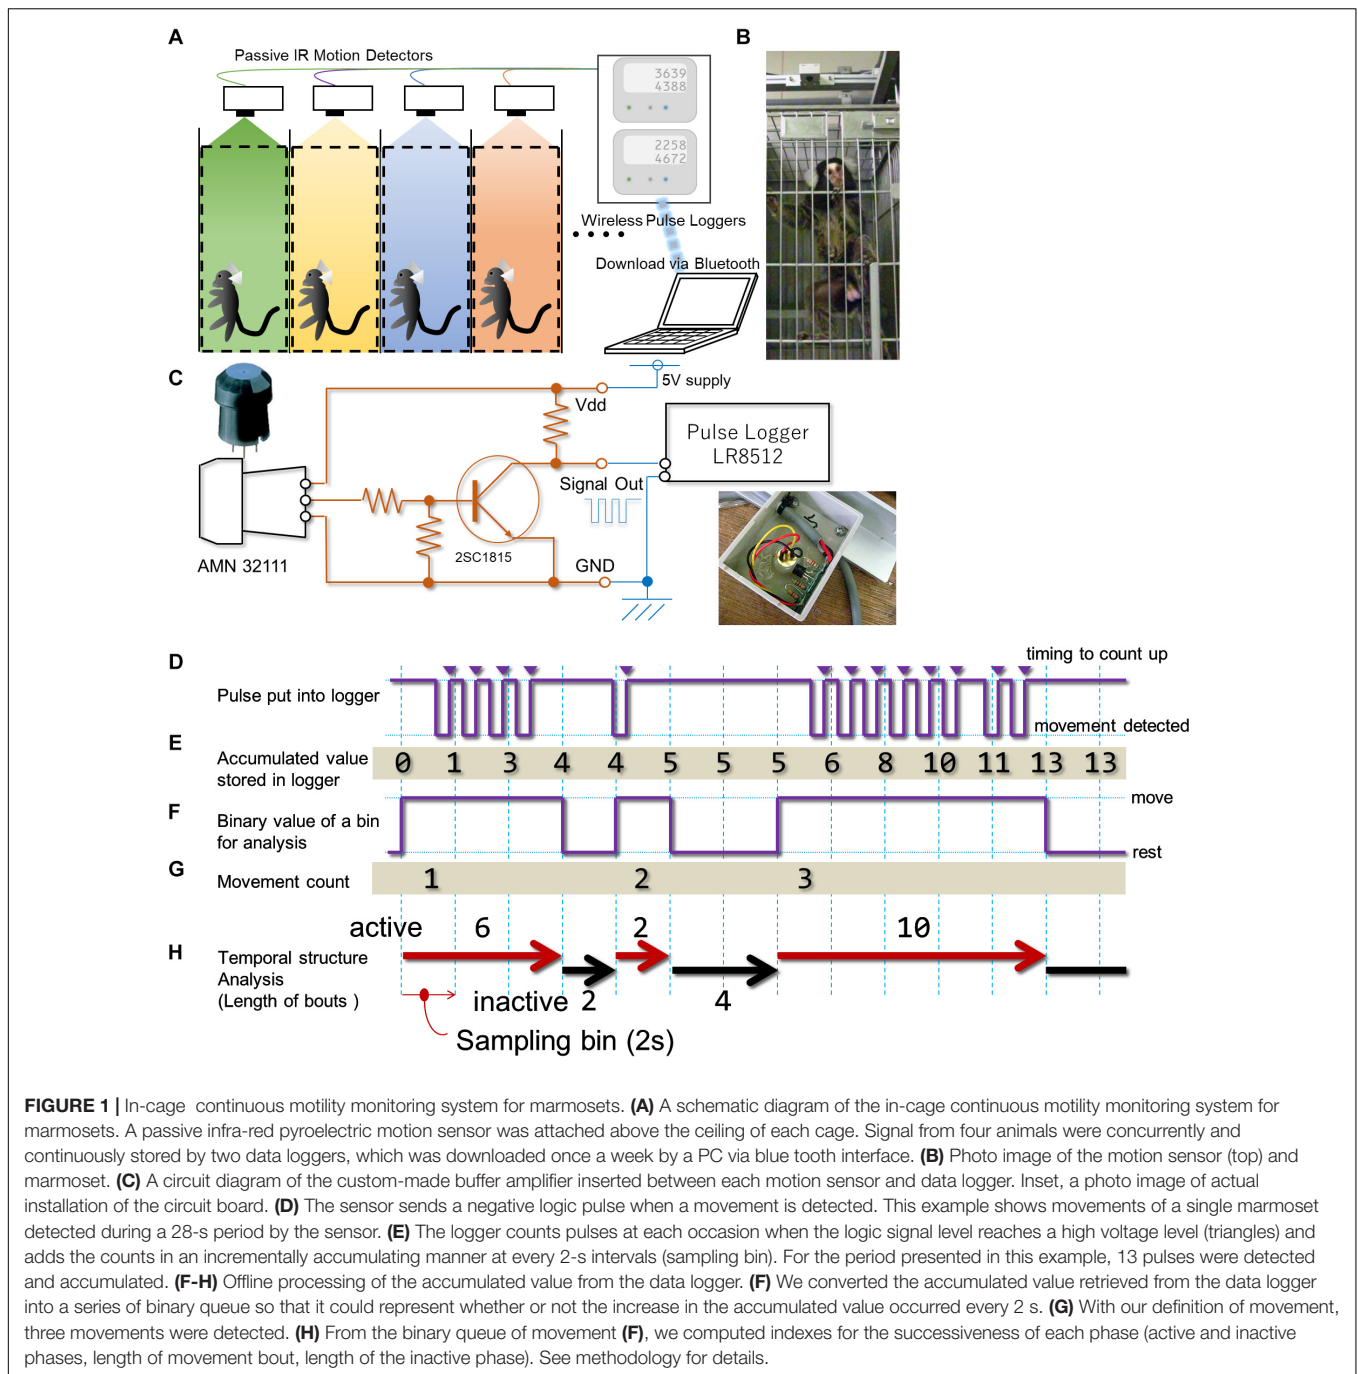 A
Passive IR Motion Detectors
3639
4388
2258
4672
Wireless Pulse Loggers
Download via Bluetooth
B
C
5V supply
Vdd
Pulse Logger
LR8512
Signal Out
2SC1815
GND
AMN 32111
D
timing to count up
Pulse put into logger
movement detected
E
Accumulated value
stored in logger
0 1 3 4 4 5 5 5 6 8 10 11 13 13
move
F
Binary value of a bin
for analysis
rest
G
Movement count
1 2 3
active 6 2 10
H
Temporal structure
Analysis
(Length of bouts )
inactive 2 4
Sampling bin (2s)
FIGURE 1 | In-cage continuous motility monitoring system for marmosets. (A) A schematic diagram of the in-cage continuous motility monitoring system for
marmosets. A passive infra-red pyroelectric motion sensor was attached above the ceiling of each cage. Signal from four animals were concurrently and
continuously stored by two data loggers, which was downloaded once a week by a PC via blue tooth interface. (B) Photo image of the motion sensor (top) and
marmoset. (C) A circuit diagram of the custom-made buffer amplifier inserted between each motion sensor and data logger. Inset, a photo image of actual
installation of the circuit board. (D) The sensor sends a negative logic pulse when a movement is detected. This example shows movements of a single marmoset
detected during a 28-s period by the sensor. (E) The logger counts pulses at each occasion when the logic signal level reaches a high voltage level (triangles) and
adds the counts in an incrementally accumulating manner at every 2-s intervals (sampling bin). For the period presented in this example, 13 pulses were detected
and accumulated. (F-H) Offline processing of the accumulated value from the data logger. (F) We converted the accumulated value retrieved from the data logger
into a series of binary queue so that it could represent whether or not the increase in the accumulated value occurred every 2 s. (G) With our definition of movement,
three movements were detected. (H) From the binary queue of movement (F), we computed indexes for the successiveness of each phase (active and inactive
phases, length of movement bout, length of the inactive phase). See methodology for details.